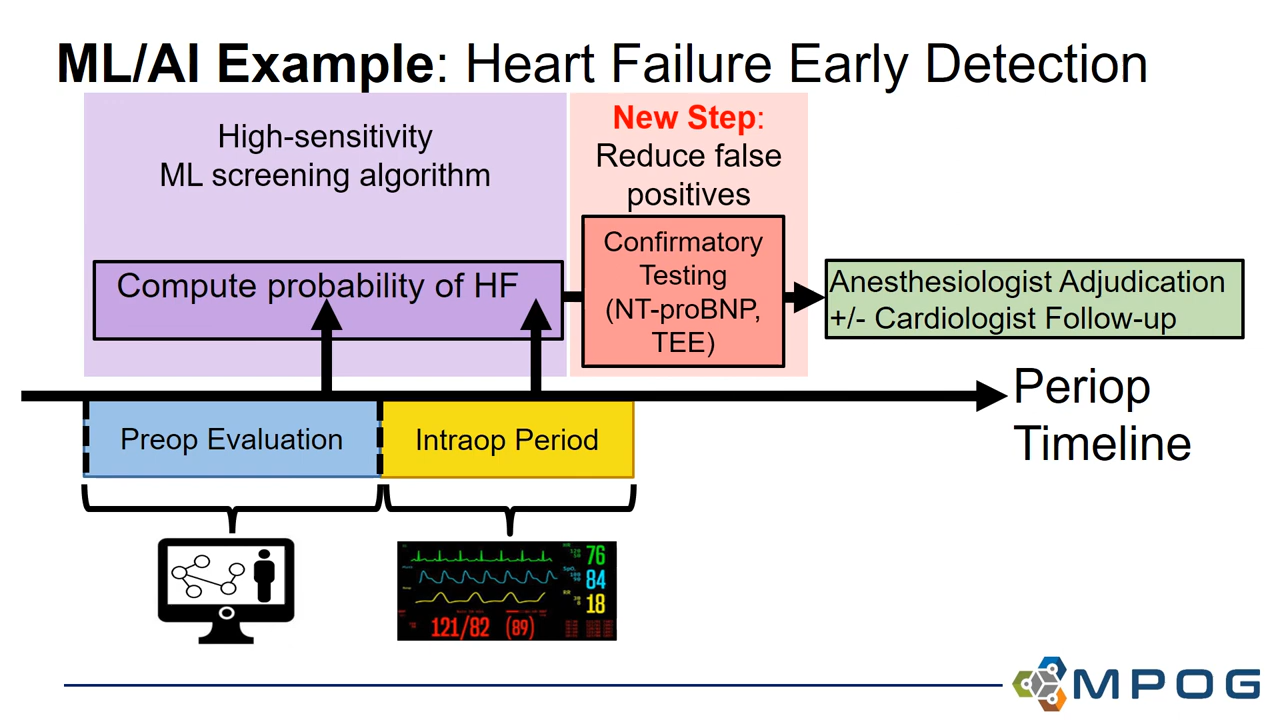 ML/AI Example: Heart Failure Early Detection
High-sensitivity
ML screening algorithm
New Step:
Reduce false
positives
Compute probability of HF
Confirmatory
Testing
(NT-proBNP,
TEE)
Anesthesiologist Adjudication
+/- Cardiologist Follow-up
Periop
Timeline
Preop Evaluation
Intraop Period
76
84
18
121/82 (89)
MPOG